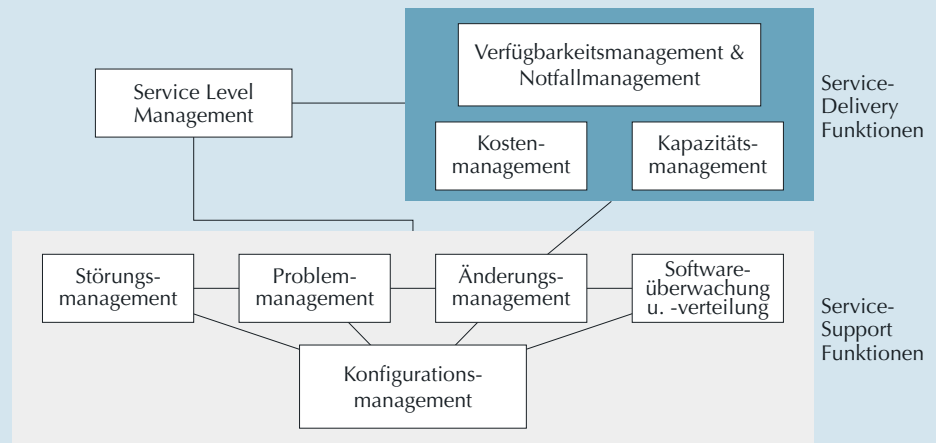 Verfügbarkeitsmanagement &
Notfallmanagement
Service Level
Management
Service-
Delivery
Funktionen
Kosten-
management
Kapazitäts-
management
Störungs-
management
Problem-
management
Änderungs-
management
Software-
überwachung
u. -verteilung
Service-
Support
Funktionen
Konfigurations-
management